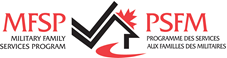 MFSP
MILITARY FAMILY
SERVICES PROGRAM
PSFM
PROGRAMME DES SERVICES
AUX FAMILLES DES MILITAIRES